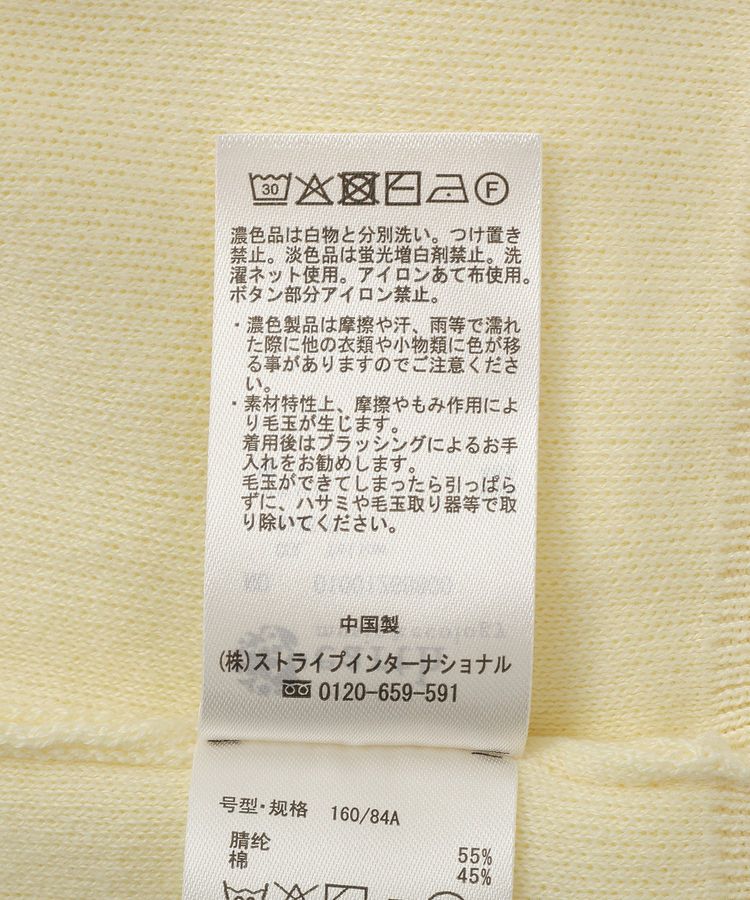 30 F
濃色品は白物と分別洗い。つけ置き
禁止。淡色品は蛍光増白剤禁止。洗
濯ネット使用。アイロンあて布使用。
ボタン部分アイロン禁止。
・濃色製品は摩擦や汗、雨等で濡れ
た際に他の衣類や小物類に色が移
る事がありますのでご注意くださ
い。
・素材特性上、摩擦やもみ作用によ
り毛玉が生じます。
着用後はブラッシングによるお手
入れをお勧めします。
毛玉ができてしまったら引っぱら
ずに、ハサミや毛玉取り器等で取
り除いてください。
中国製
(株)ストライプインターナショナル
0120-659-591
号型・规格 160/84A
腈纶 55%
棉 45%